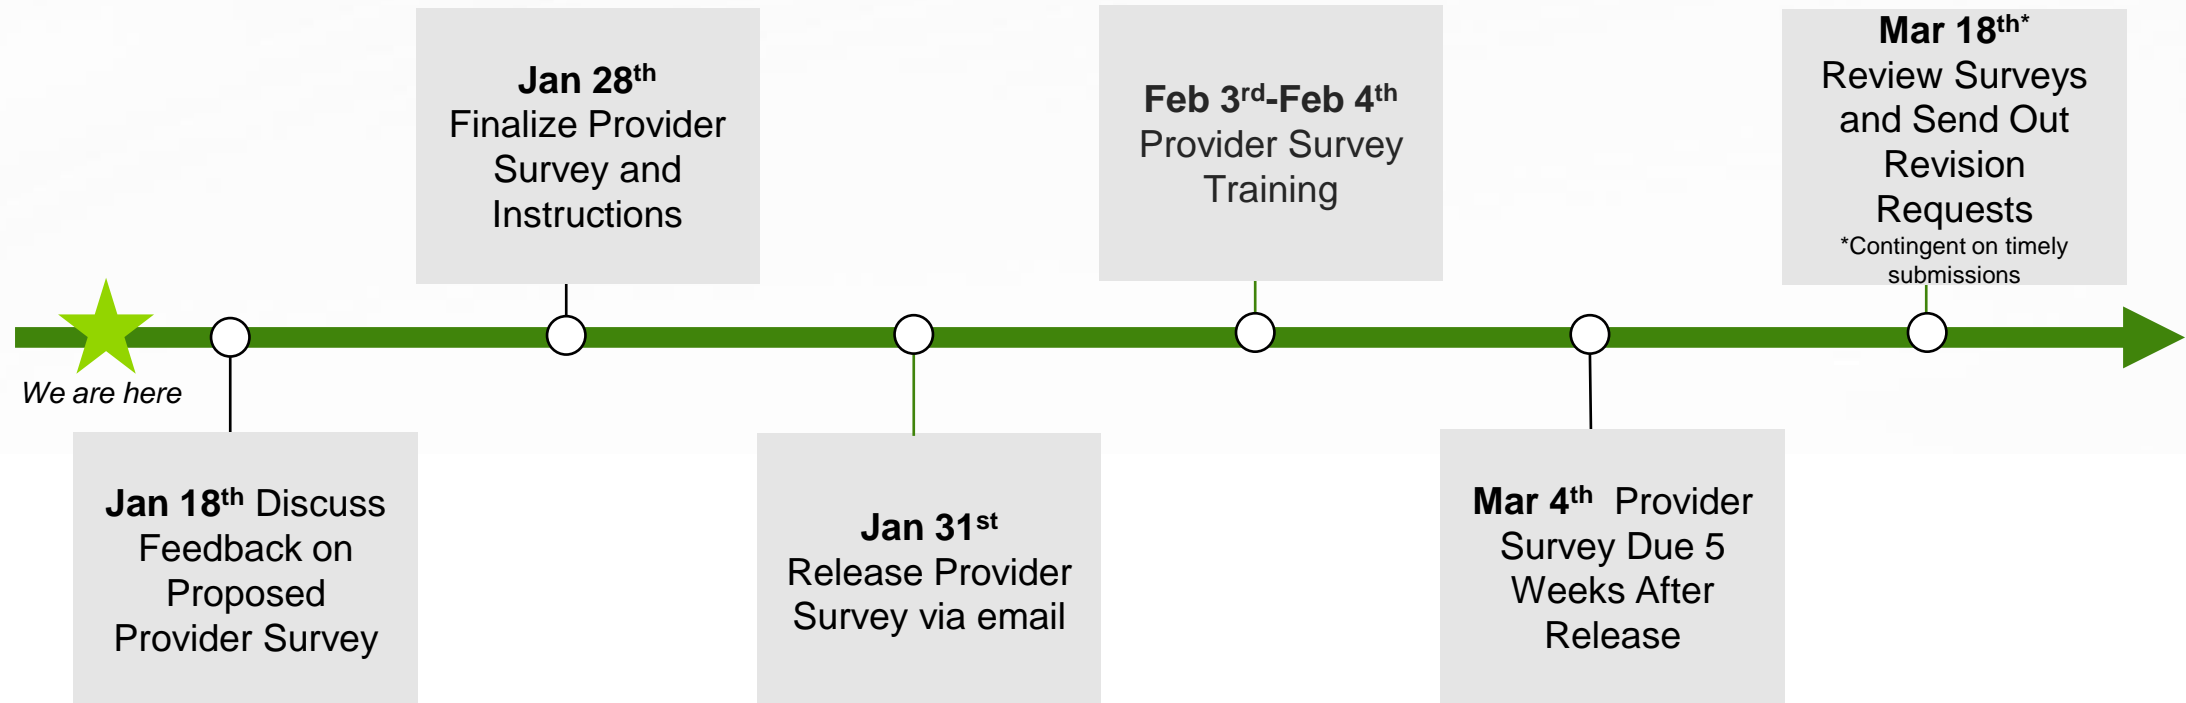 We are here
Jan 18th Discuss
Feedback on
Proposed
Provider Survey
Jan 28th
Finalize Provider
Survey and
Instructions
Jan 31st
Release Provider
Survey via email
Feb 3rd-Feb 4th
Provider Survey
Training
Mar 4th Provider
Survey Due 5
Weeks After
Release
Mar 18th*
Review Surveys
and Send Out
Revision
Requests
*Contingent on timely
submissions